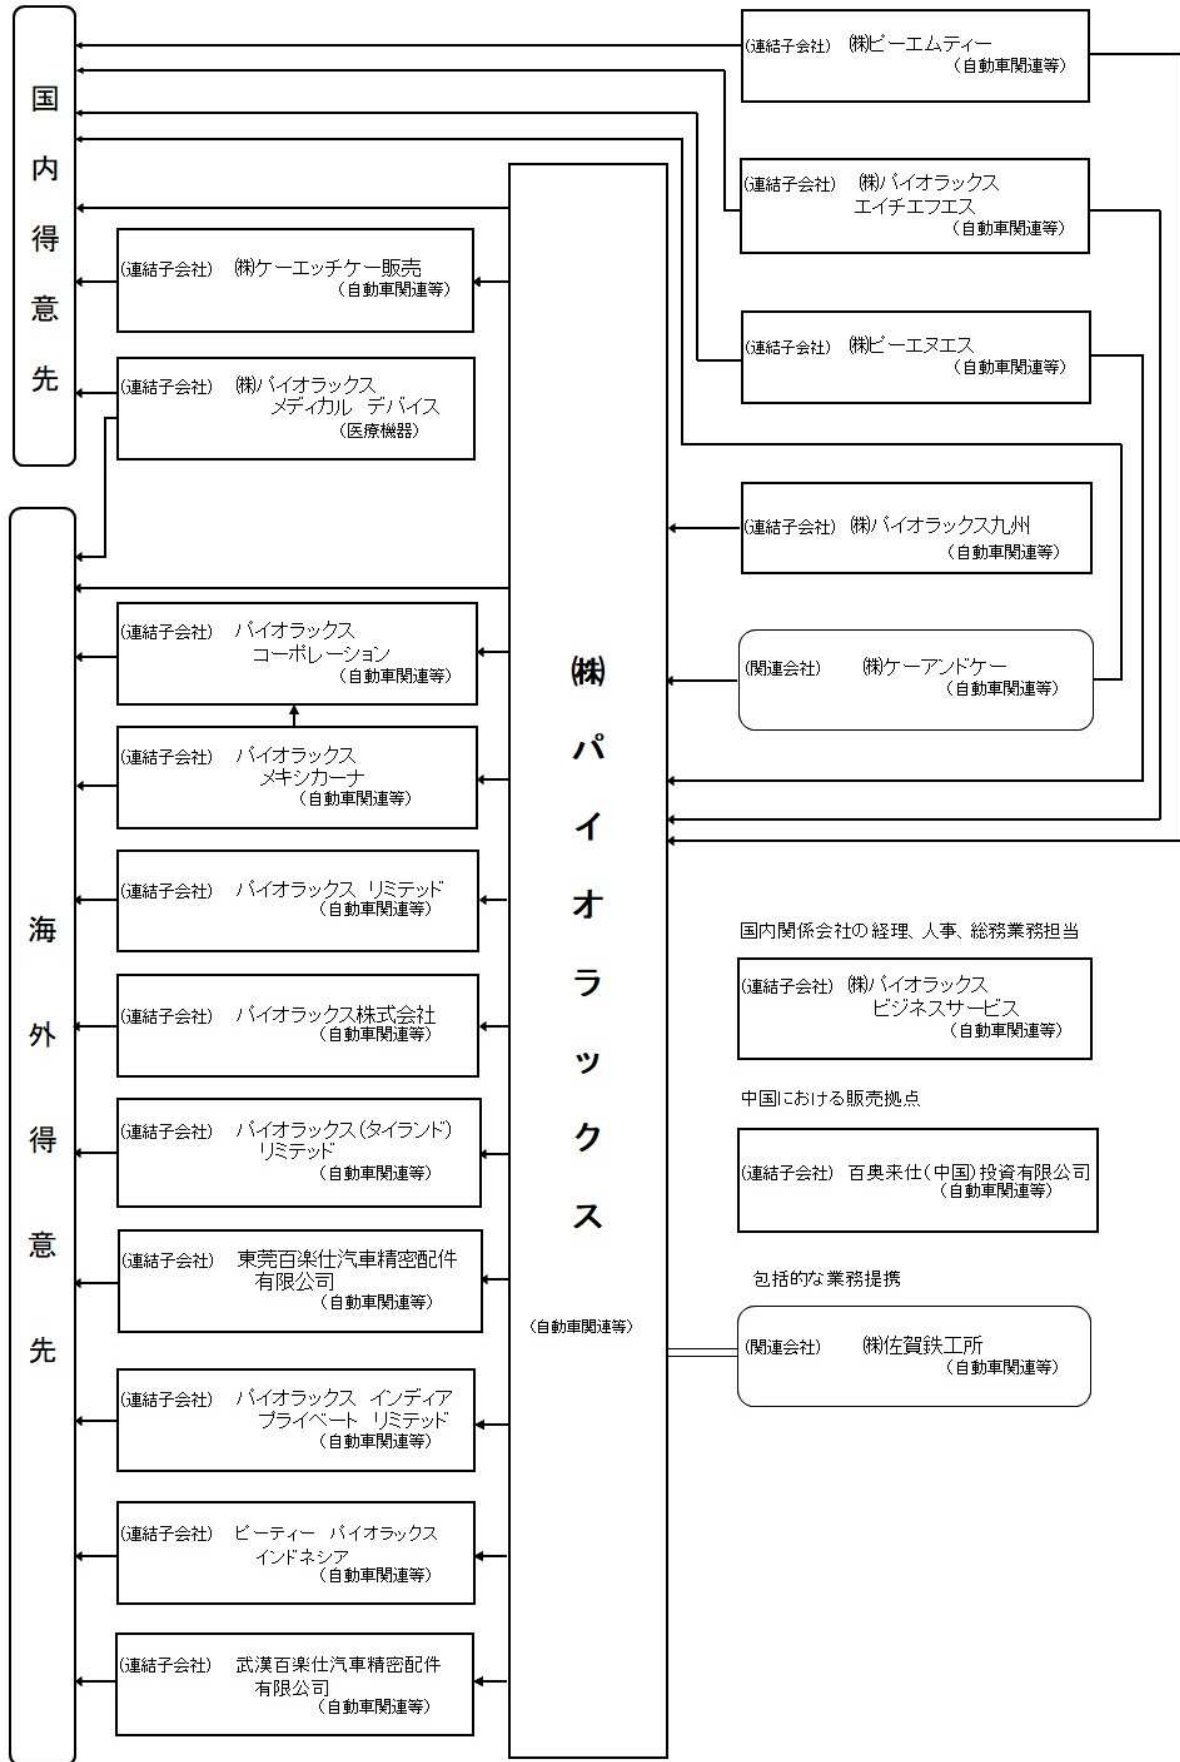 国内得意先
(連結子会社) ㈱ピーエムティー
(自動車関連等)
(連結子会社) ㈱パイオラックス
エイチエフエス
(自動車関連等)
(連結子会社) ㈱ケーエッチケー販売
(自動車関連等)
(連結子会社) ㈱ピーエヌエス
(自動車関連等)
(連結子会社) ㈱パイオラックス
メディカル デバイス
(医療機器)
(連結子会社) ㈱パイオラックス九州
(自動車関連等)
海外得意先
(連結子会社) パイオラックス
コーポレーション
(自動車関連等)
(関連会社) ㈱ケーアンドケー
(自動車関連等)
(連結子会社) パイオラックス
メキシカーナ
(自動車関連等)
(連結子会社) パイオラックス リミテッド
(自動車関連等)
(連結子会社) パイオラックス株式会社
(自動車関連等)
(連結子会社) パイオラックス(タイランド)
リミテッド
(自動車関連等)
(連結子会社) 東莞百楽仕汽車精密配件
有限公司
(自動車関連等)
(連結子会社) パイオラックス インディア
プライベート リミテッド
(自動車関連等)
(連結子会社) ピーティー パイオラックス
インドネシア
(自動車関連等)
(連結子会社) 武漢百楽仕汽車精密配件
有限公司
(自動車関連等)
㈱パイオラックス
(自動車関連等)
国内関係会社の経理、人事、総務業務担当
(連結子会社) ㈱パイオラックス
ビジネスサービス
(自動車関連等)
中国における販売拠点
(連結子会社) 百奥来仕(中国)投資有限公司
(自動車関連等)
包括的な業務提携
(関連会社) ㈱佐賀鉄工所
(自動車関連等)